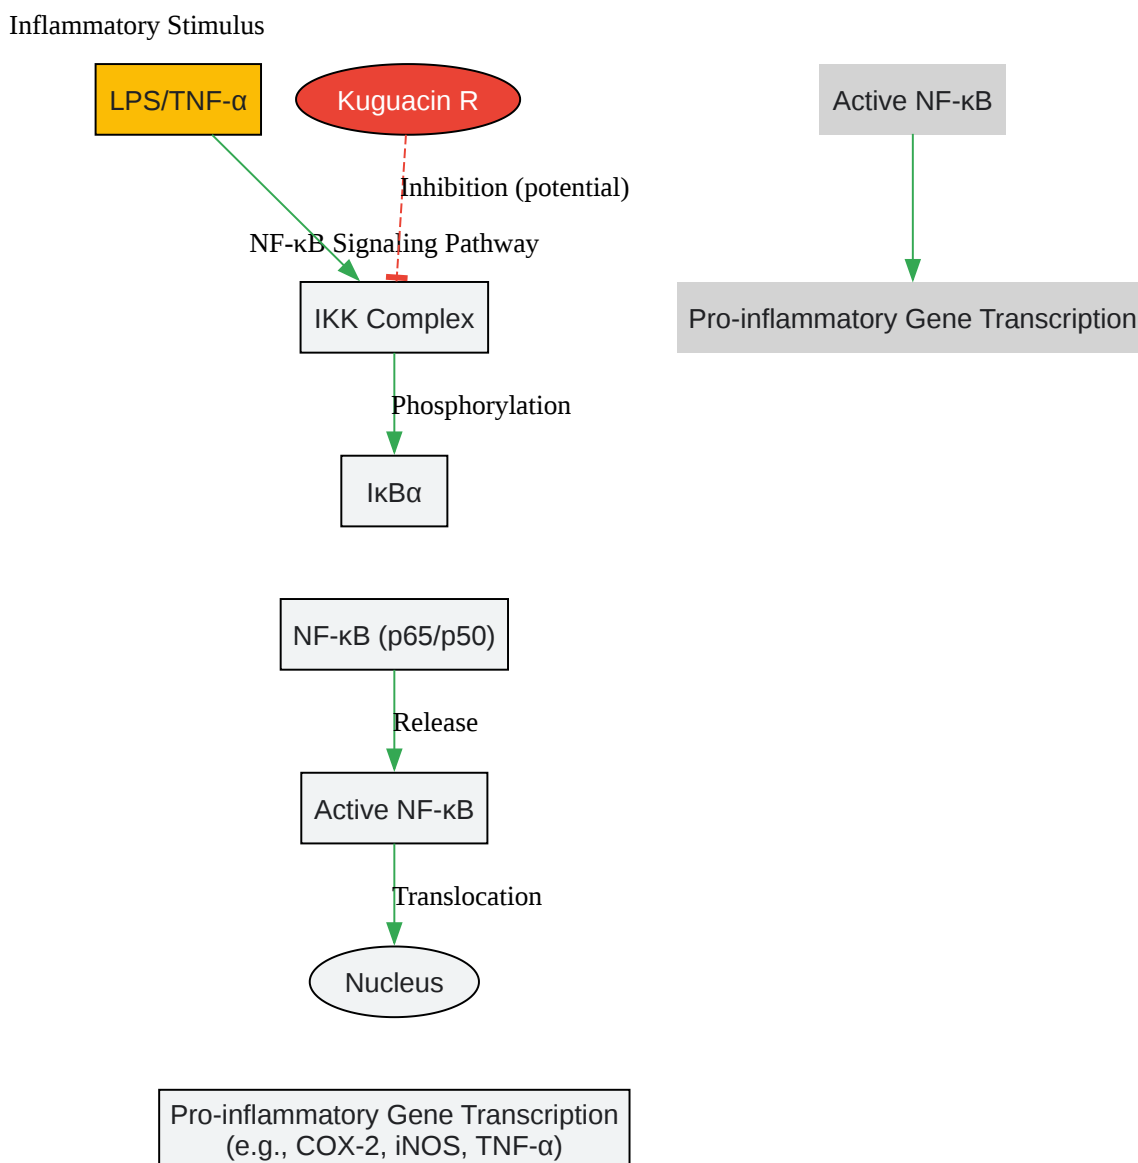 Inflammatory Stimulus
LPS/TNF-α
Kuguacin R
Active NF-κB
Inhibition (potential)
NF-κB Signaling Pathway
IKK Complex
Pro-inflammatory Gene Transcription
Phosphorylation
IκBα
NF-κB (p65/p50)
Release
Active NF-κB
Translocation
Nucleus
Pro-inflammatory Gene Transcription
(e.g., COX-2, iNOS, TNF-α)